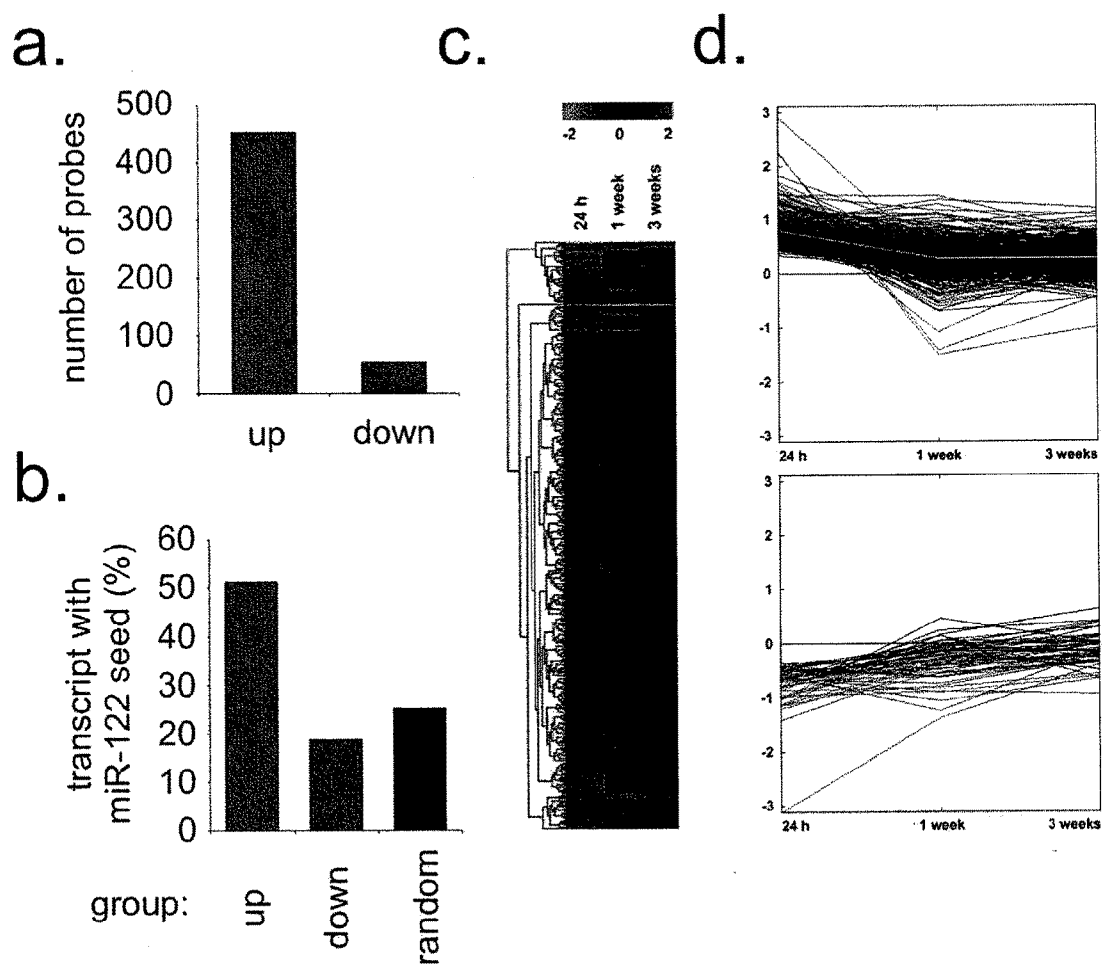 a.
500
400
300
200
100
0
number of probes
up
down
b.
60
50
40
30
20
10
0
transcript with
miR-122 seed (%)
group:
up
down
random
c.
-2 0 2
24 h
1 week
3 weeks
d.
3
2
1
0
-1
-2
-3
24 h 1 week 3 weeks
3
2
1
0
-1
-2
-3
24 h 1 week 3 weeks